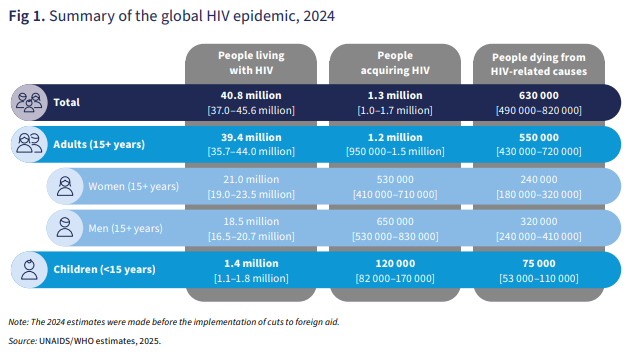 Fig 1. Summary of the global HIV epidemic, 2024
People living
with HIV
People
acquiring HIV
People dying from
HIV-related causes
Total
40.8 million
[37.0–45.6 million]
1.3 million
[1.0–1.7 million]
630 000
[490 000–820 000]
Adults (15+ years)
39.4 million
[35.7–44.0 million]
1.2 million
[950 000–1.5 million]
550 000
[430 000–720 000]
Women (15+ years)
21.0 million
[19.0–23.5 million]
530 000
[410 000–710 000]
240 000
[180 000–320 000]
Men (15+ years)
18.5 million
[16.5–20.7 million]
650 000
[530 000–830 000]
320 000
[240 000–410 000]
Children (<15 years)
1.4 million
[1.1–1.8 million]
120 000
[82 000–170 000]
75 000
[53 000–110 000]
Note: The 2024 estimates were made before the implementation of cuts to foreign aid.
Source: UNAIDS/WHO estimates, 2025.